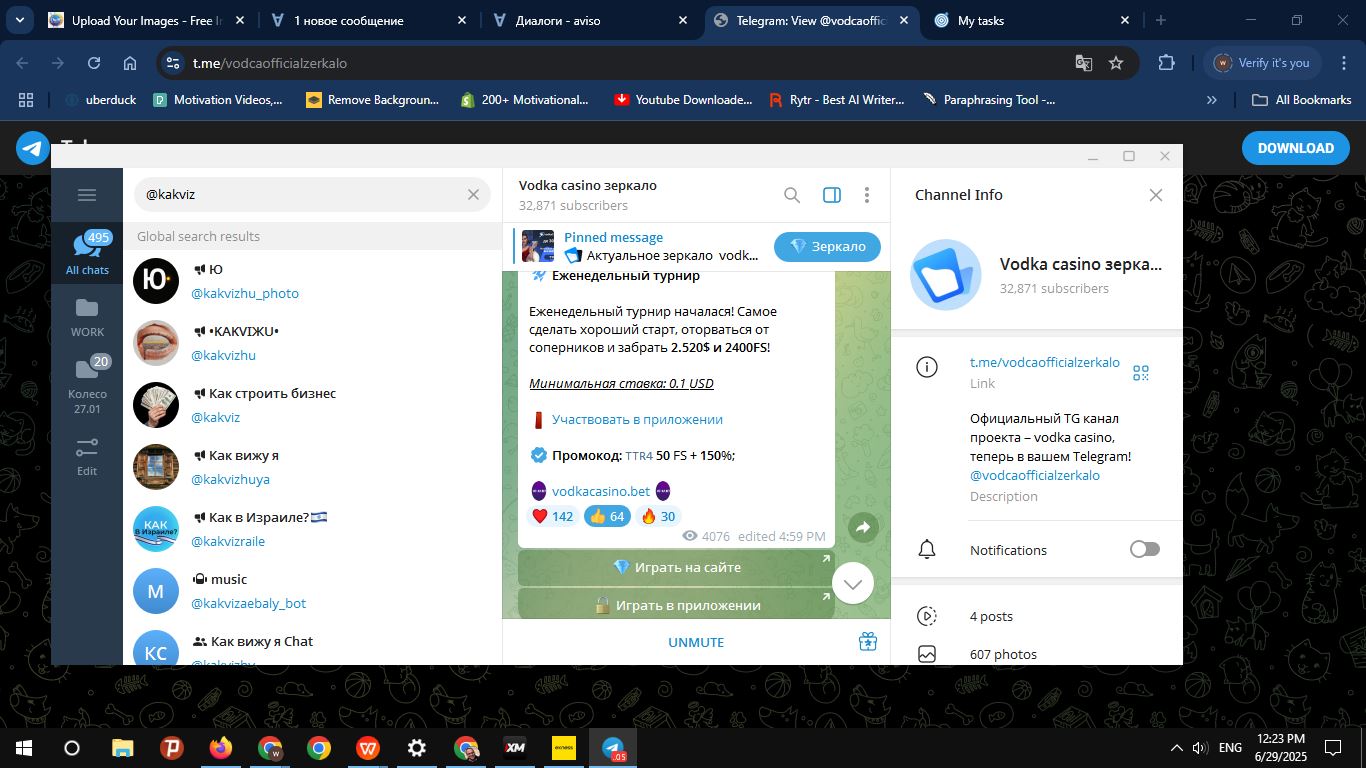 Upload Your Images - Free I
1 новое сообщение
Диалоги - aviso
Telegram: View @vodcaoffic
My tasks
t.me/vodcaofficialzerkalo
Verify it's you
uberduck
Motivation Videos,...
Remove Backgroun...
200+ Motivational...
Youtube Downloade...
Rytr - Best AI Writer...
Paraphrasing Tool -...
All Bookmarks
DOWNLOAD
@kakviz
Global search results
495
All chats
WORK
20
Колесо
27.01
Edit
Ю
@kakvizhu_photo
•KAKVIЖU•
@kakvizhu
Как строить бизнес
@kakviz
Как вижу я
@kakvizhuya
КАК
В Израиле?
Как в Израиле?🇮🇱
@kakvizraile
M
music
@kakvizaebaly_bot
КС
Как вижу я Chat
@kakvizhy
Vodka casino зеркало
32,871 subscribers
Pinned message
Актуальное зеркало vodk...
💎 Зеркало
🚀 Еженедельный турнир
Еженедельный турнир началася! Самое
сделать хороший старт, оторваться от
соперников и забрать 2.520$ и 2400FS!
Минимальная ставка: 0.1 USD
Участвовать в приложении
Промокод: TTR4 50 FS + 150%;
vodkacasino.bet
❤️ 142 👍 64 🔥 30
4076 edited 4:59 PM
💎 Играть на сайте
🔒 Играть в приложении
UNMUTE
Channel Info
Vodka casino зерка...
32,871 subscribers
t.me/vodcaofficialzerkalo
Link
Официальный TG канал
проекта – vodka casino,
теперь в вашем Telegram!
@vodcaofficialzerkalo
Description
Notifications
4 posts
607 photos
XM
exness
.05
ENG
12:23 PM
6/29/2025